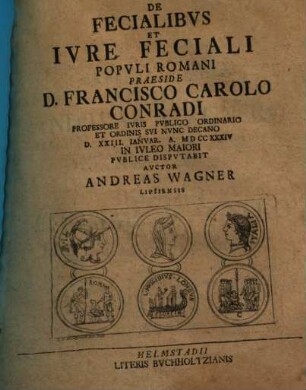 DE
FECIALIBVS
ET
IVRE FECIALI
POPVLI ROMANI
PRAESIDE
D. FRANCISCO CAROLO
CONRADI
PROFESSORE IVRIS PVBLICO ORDINARIO
ET ORDINIS SVI NVNC DECANO
D. XXIII. IANVAR. A. MDCCXXXIV
IN IVLEO MAIORI
PVBLICE DISPVTABIT
AVCTOR
ANDREAS WAGNER
LIPSIENSIS
HELMSTADII
LITERIS BVCHHOLTZIANIS